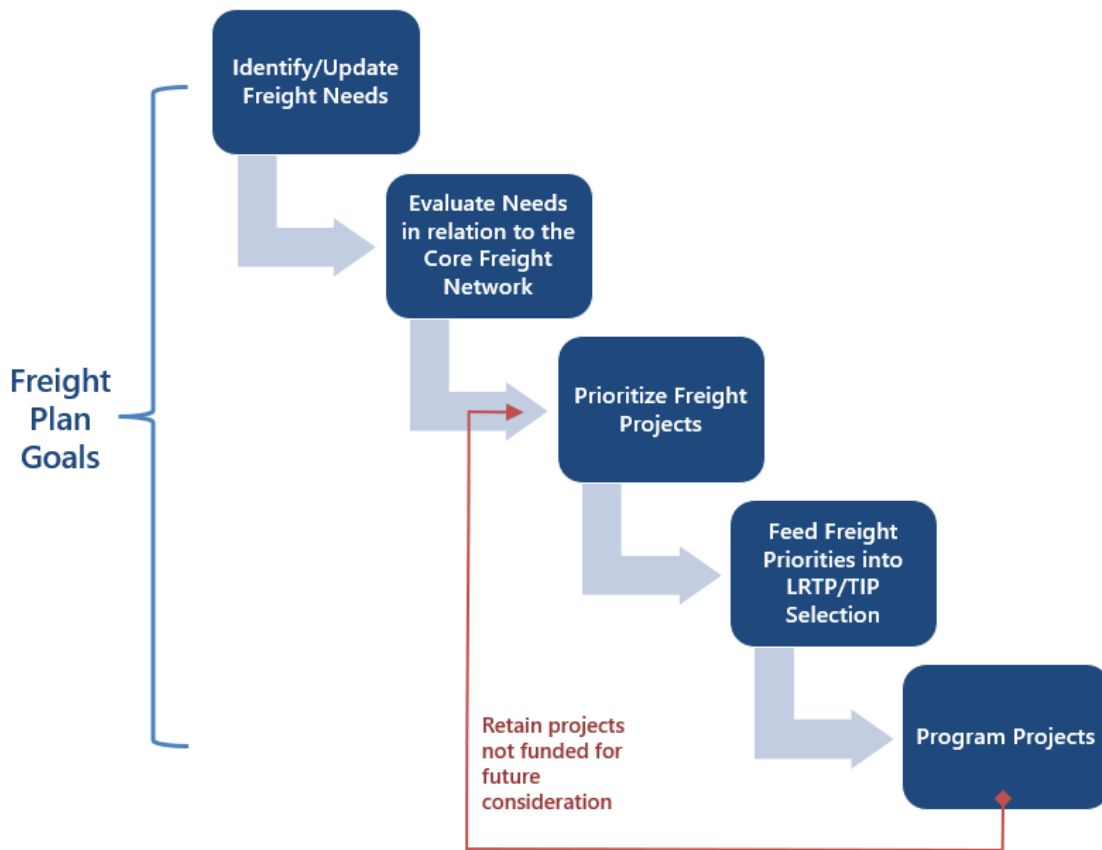 Identify/Update
Freight Needs
Evaluate Needs
in relation to the
Core Freight
Network
Freight
Plan
Goals
Prioritize Freight
Projects
Feed Freight
Priorities into
LRTP/TIP
Selection
Retain projects
not funded for
future
consideration
Program Projects